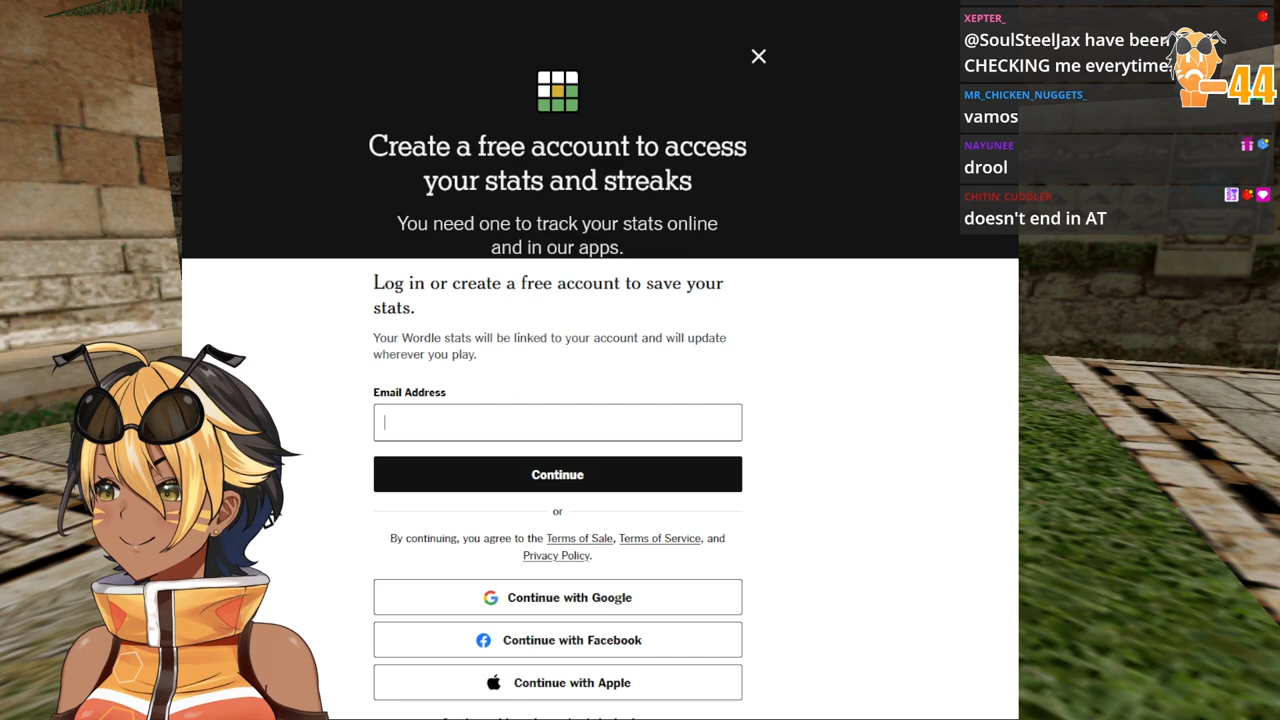 Create a free account to access
your stats and streaks
You need one to track your stats online
and in our apps.
Log in or create a free account to save your
stats.
Your Wordle stats will be linked to your account and will update
wherever you play.
Email Address
Continue
or
By continuing, you agree to the Terms of Sale, Terms of Service, and
Privacy Policy.
Continue with Google
Continue with Facebook
Continue with Apple
XEPTER_
@SoulSteelJax have been
CHECKING me everytime
-44
MR_CHICKEN_NUGGETS_
vamos
NAYUNEE
drool
CHITIN_CUDDLER
doesn't end in AT